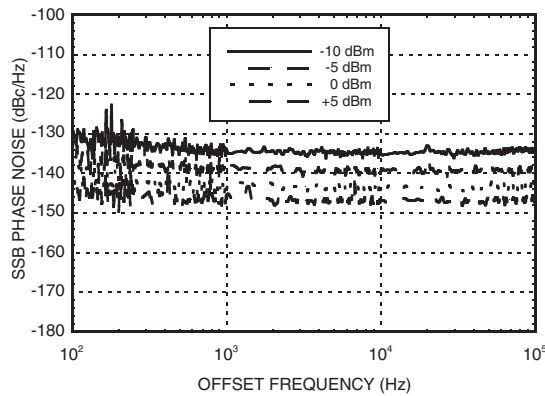 -100
-110
-120
-130
-140
-150
-160
-170
-180
SSB PHASE NOISE (dBc/Hz)
-10 dBm
-5 dBm
0 dBm
+5 dBm
10²
10³
10⁴
10⁵
OFFSET FREQUENCY (Hz)